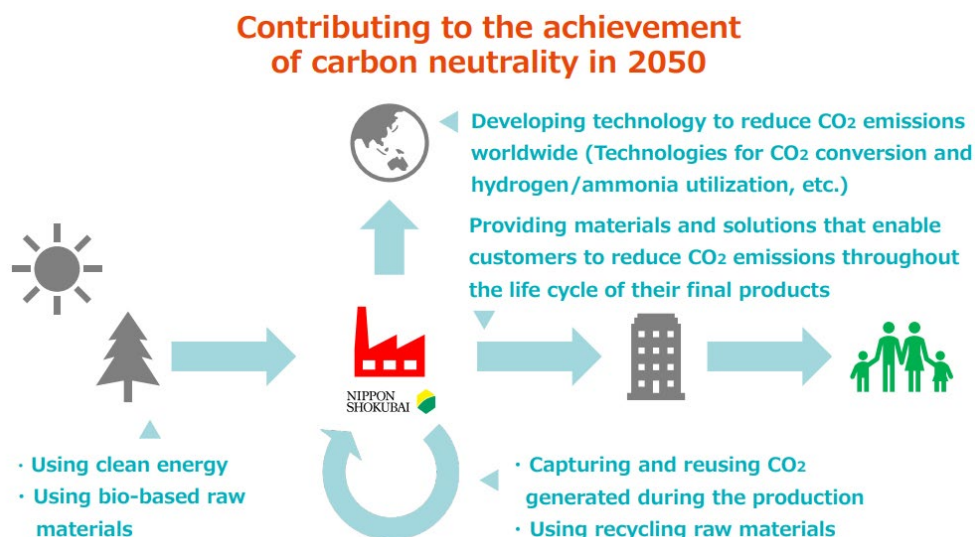 Contributing to the achievement
of carbon neutrality in 2050
Developing technology to reduce CO2 emissions
worldwide (Technologies for CO2 conversion and
hydrogen/ammonia utilization, etc.)
Providing materials and solutions that enable
customers to reduce CO2 emissions throughout
the life cycle of their final products
NIPPON
SHOKUBAI
· Using clean energy
· Using bio-based raw
materials
· Capturing and reusing CO2
generated during the production
· Using recycling raw materials